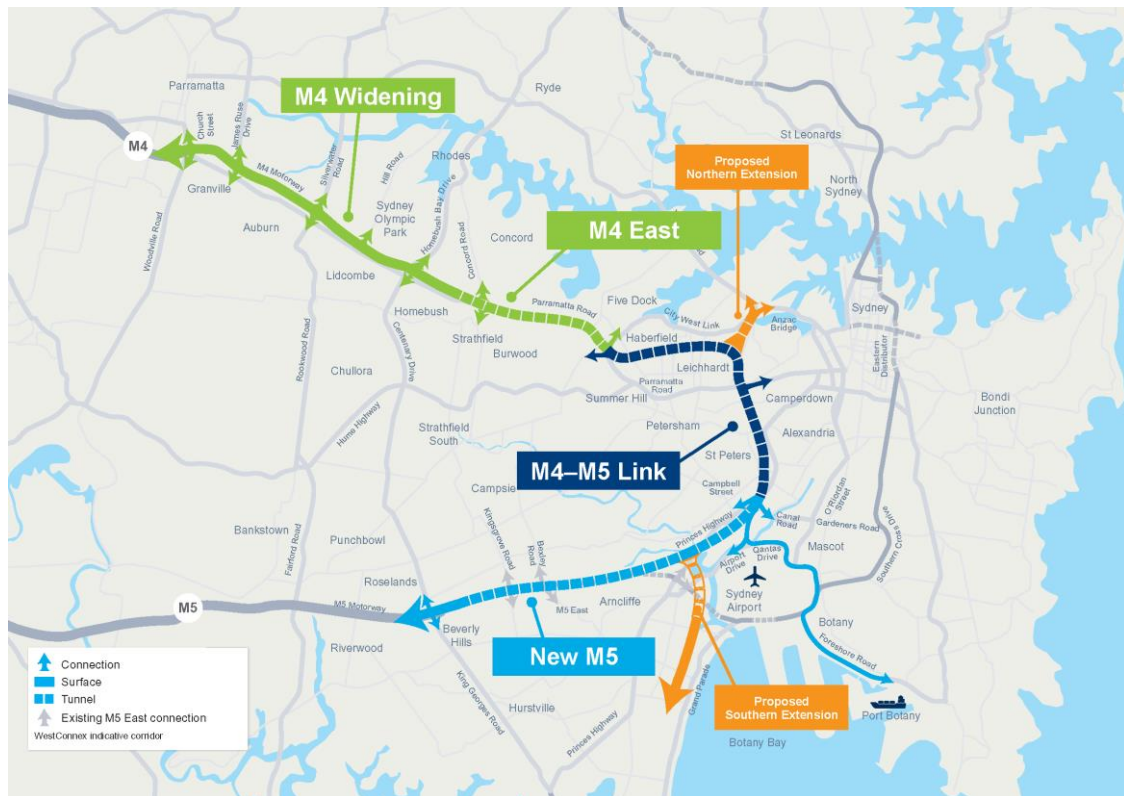 Parramatta
Church
Street
James Ruse
Drive
M4 Widening
Ryde
M4
Silverwater
Road
Hill Road
Rhodes
St Leonards
Proposed
Northern Extension
North
Sydney
M4 Motorway
Granville
Sydney
Olympic
Park
Homebush Bay Drive
Woodville Road
Auburn
Concord Road
Concord
M4 East
Lidcombe
Homebush
Parramatta Road
Five Dock
City West Link
Anzac
Bridge
Sydney
Strathfield
Burwood
Haberfield
Eastern
Distributor
Rookwood Road
Centenary Drive
Chullora
Leichhardt
Parramatta
Road
Summer Hill
Camperdown
Bondi
Junction
Hume Highway
Strathfield
South
Petersham
Alexandria
M4–M5 Link
St Peters
Campbell
Street
O'Riordan
Street
Campsie
Canal
Road
Gardeners Road
Bankstown
Fairford Road
Punchbowl
Kingsgrove Road
Bexley
Road
Princes Highway
Airport
Drive
Qantas
Drive
Mascot
Southern Cross Drive
Roselands
M5
M5 Motorway
M5 East
Arncliffe
Sydney
Airport
Beverly
Hills
Botany
Riverwood
New M5
Foreshore Road
Connection
Surface
Tunnel
Existing M5 East connection
WestConnex indicative corridor
King Georges Road
Hurstville
Princes Highway
Grand Parade
Proposed
Southern Extension
Port Botany
Botany Bay